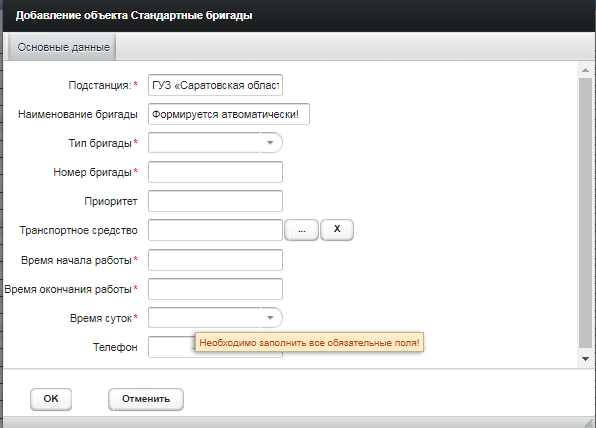 Добавление объекта Стандартные бригады
Основные данные
Подстанция: * ГУЗ «Саратовская област
Наименование бригады Формируется атвоматически!
Тип бригады *
Номер бригады *
Приоритет
Транспортное средство ... X
Время начала работы *
Время окончания работы *
Время суток *
Необходимо заполнить все обязательные поля!
Телефон
OK Отменить